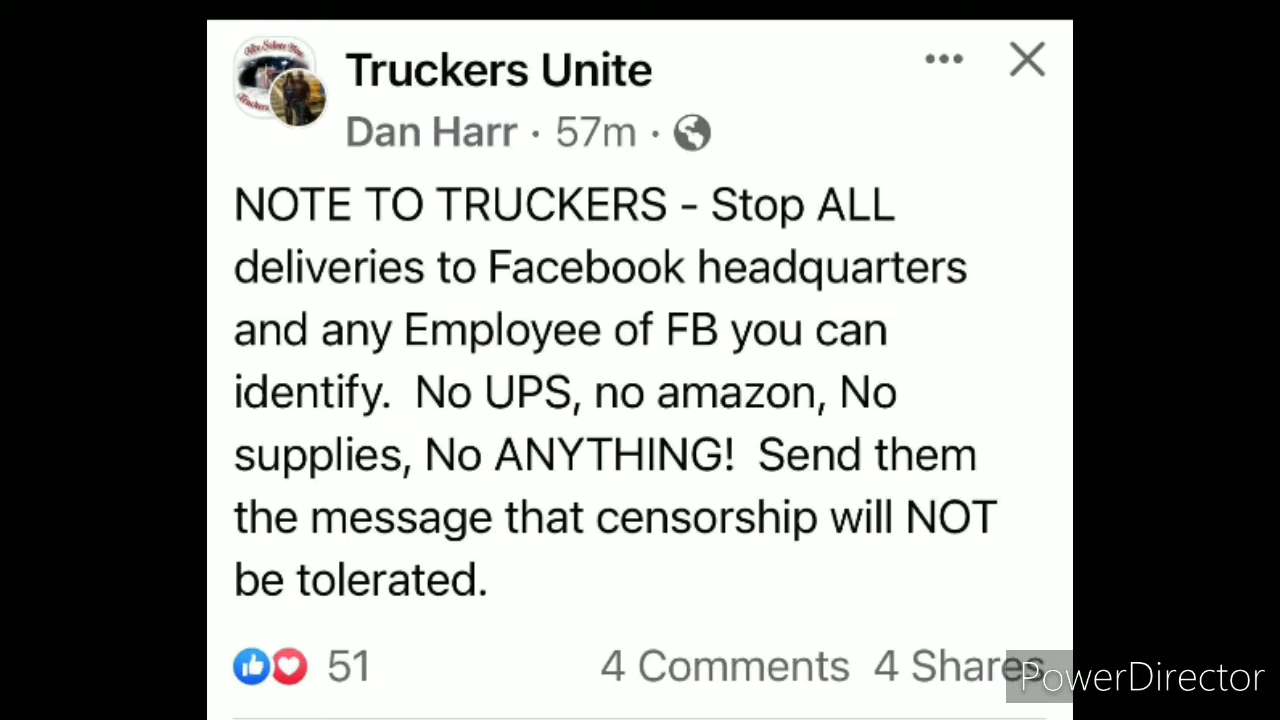 Truckers Unite
Dan Harr · 57m ·
NOTE TO TRUCKERS - Stop ALL
deliveries to Facebook headquarters
and any Employee of FB you can
identify. No UPS, no amazon, No
supplies, No ANYTHING! Send them
the message that censorship will NOT
be tolerated.
51 4 Comments 4 Shares
PowerDirector